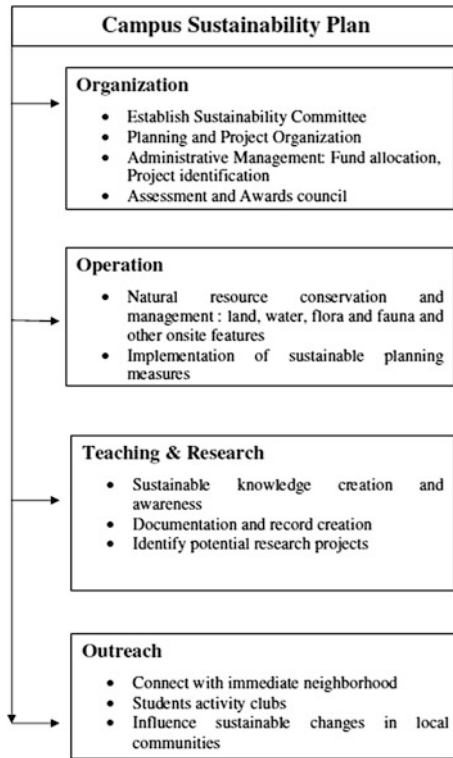 Campus Sustainability Plan
Organization
• Establish Sustainability Committee
• Planning and Project Organization
• Administrative Management: Fund allocation,
Project identification
• Assessment and Awards council
Operation
• Natural resource conservation and
management : land, water, flora and fauna and
other onsite features
• Implementation of sustainable planning
measures
Teaching & Research
• Sustainable knowledge creation and
awareness
• Documentation and record creation
• Identify potential research projects
Outreach
• Connect with immediate neighborhood
• Students activity clubs
• Influence sustainable changes in local
communities